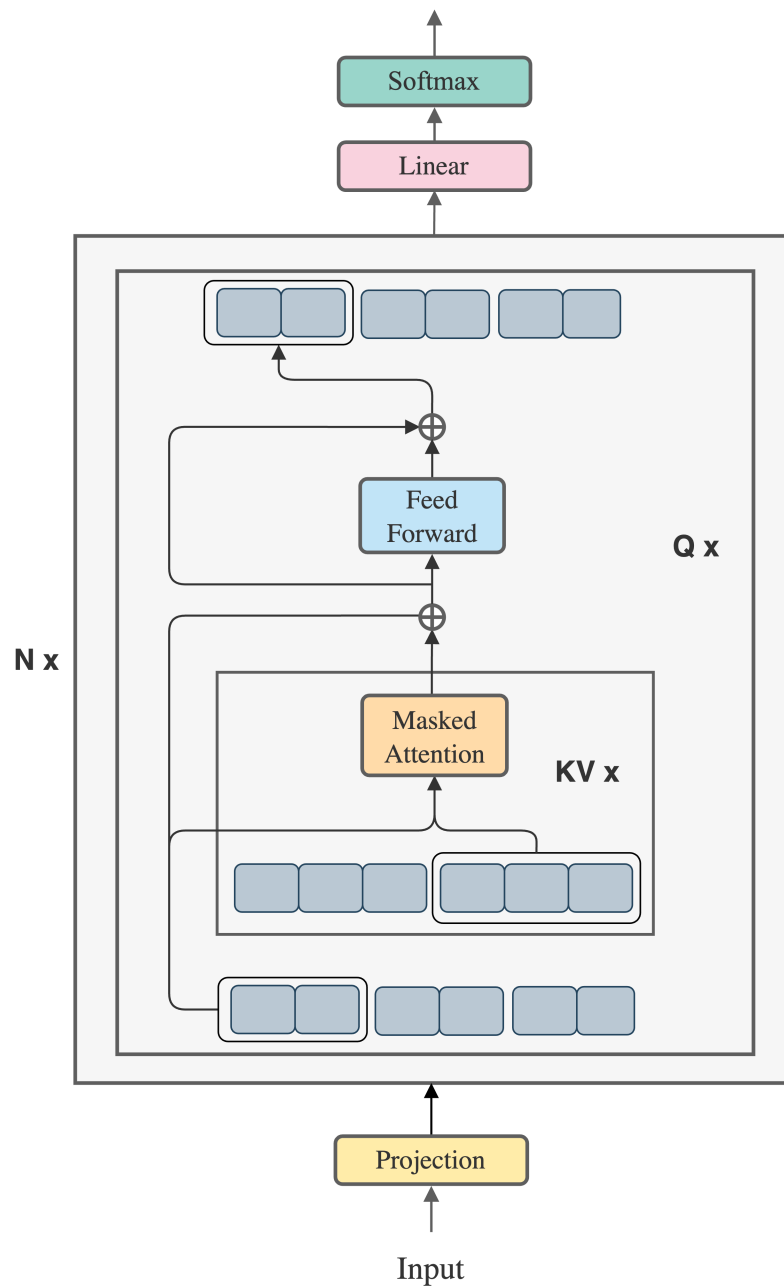 Softmax
Linear
Feed
Forward
Q x
N x
Masked
Attention
KV x
Projection
Input